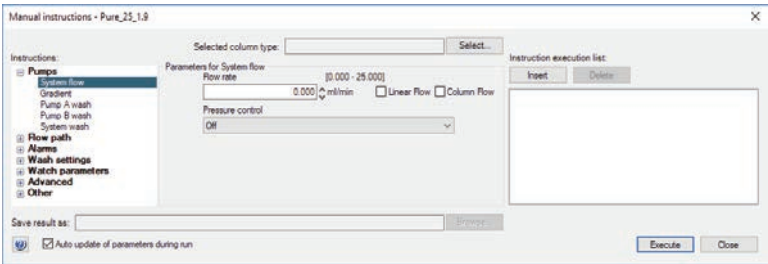 Manual instructions - Pure_25_1.9
Selected column type:
Select...
Instructions:
Pumps
System flow
Gradient
Pump A wash
Pump B wash
System wash
Flow path
Alarms
Wash settings
Watch parameters
Advanced
Other
Parameters for System flow
Flow rate [0.000 - 25.000]
0.000 ml/min Linear Flow Column Flow
Pressure control
Off
Instruction execution list:
Insert Delete
Save result as:
Browse...
Auto update of parameters during run
Execute Close